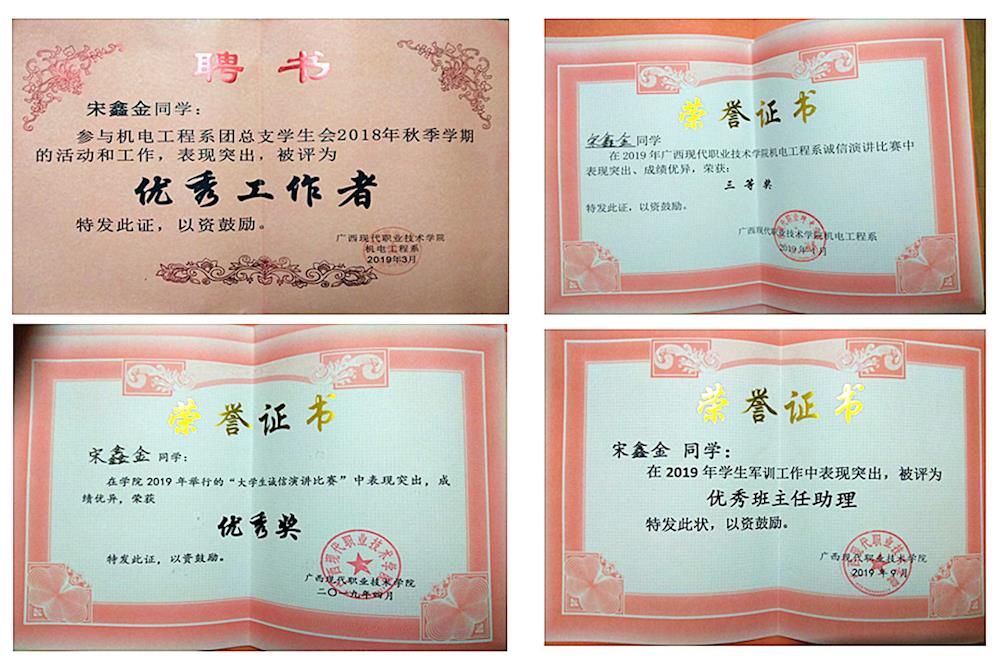 聘书
宋鑫金同学：
参与机电工程系团总支学生会2018年秋季学期
的活动和工作，表现突出，被评为
优秀工作者
特发此证，以资鼓励。
广西现代职业技术学院
机电工程系
2019年3月
荣誉证书
宋鑫金同学
在2019年广西现代职业技术学院机电工程系诚信演讲比赛中
表现突出、成绩优异，荣获：
三等奖
特发此证，以资鼓励。
广西现代职业技术学院机电工程系
2019年 月
荣誉证书
宋鑫金 同学：
在学院2019年举行的“大学生诚信演讲比赛”中表现突出，成
绩优异，荣获
优秀奖
特发此证，以资鼓励。
广西现代职业技术学院
二〇一九年四月
荣誉证书
宋鑫金 同学：
在2019年学生军训工作中表现突出，被评为
优秀班主任助理
特发此状，以资鼓励。
广西现代职业技术学院
2019年9月